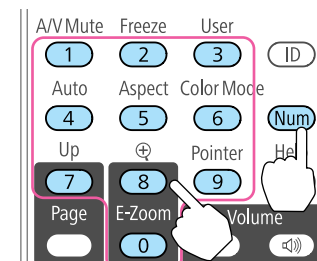 A/V Mute Freeze User
1 2 3 ID
Auto Aspect Color Mode
4 5 6 Num
Up Pointer He
7 8 9
Page E-Zoom Volume
0